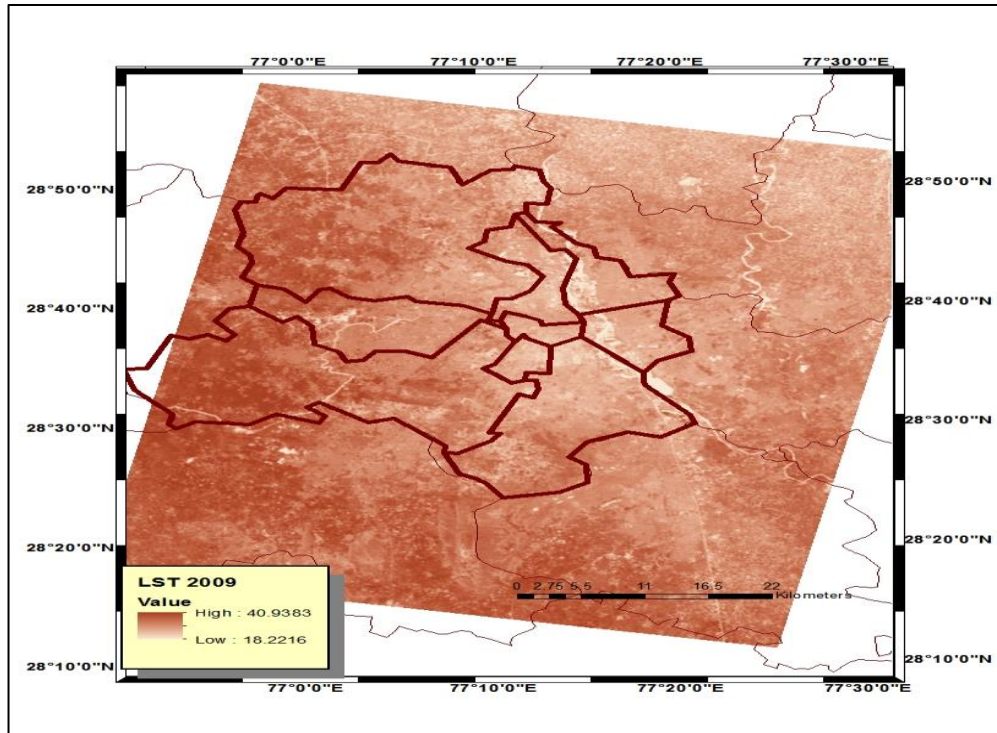 77°0'0"E 77°10'0"E 77°20'0"E 77°30'0"E
28°50'0"N 28°50'0"N
28°40'0"N 28°40'0"N
28°30'0"N 28°30'0"N
28°20'0"N 28°20'0"N
LST 2009
Value
High : 40.9383
Low : 18.2216
0 2.75 5.5 11 16.5 22
Kilometers
28°10'0"N 28°10'0"N
77°0'0"E 77°10'0"E 77°20'0"E 77°30'0"E